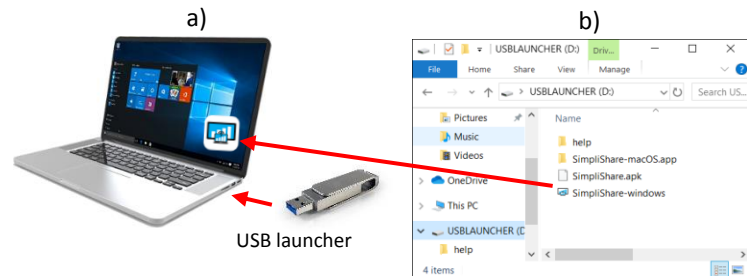 a)
b)
USB launcher
USBLAUNCHER (D:)
Driv...
File Home Share View Manage
USBLAUNCHER (D:)
Search US...
Pictures
Music
Videos
OneDrive
This PC
USBLAUNCHER (D
help
Name
help
SimpliShare-macOS.app
SimpliShare.apk
SimpliShare-windows
4 items